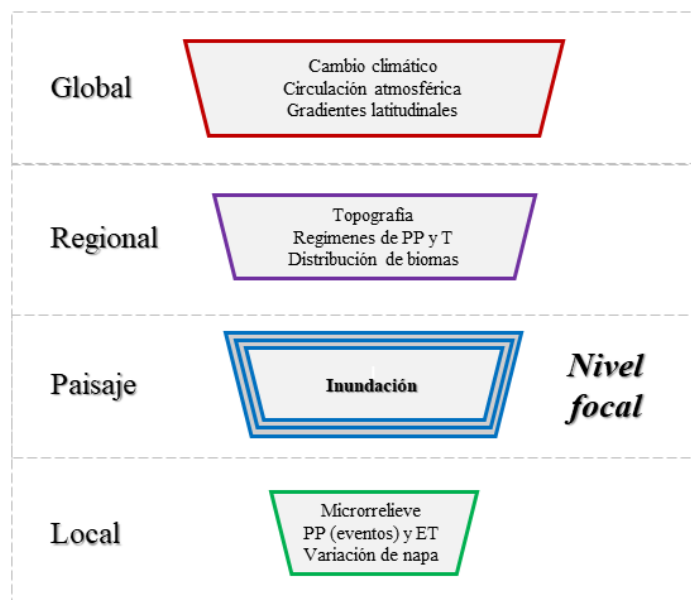 Global
Cambio climático
Circulación atmosférica
Gradientes latitudinales
Regional
Topografía
Regimenes de PP y T
Distribución de biomas
Paisaje
Inundación
Nivel
focal
Local
Microrrelieve
PP (eventos) y ET
Variación de napa